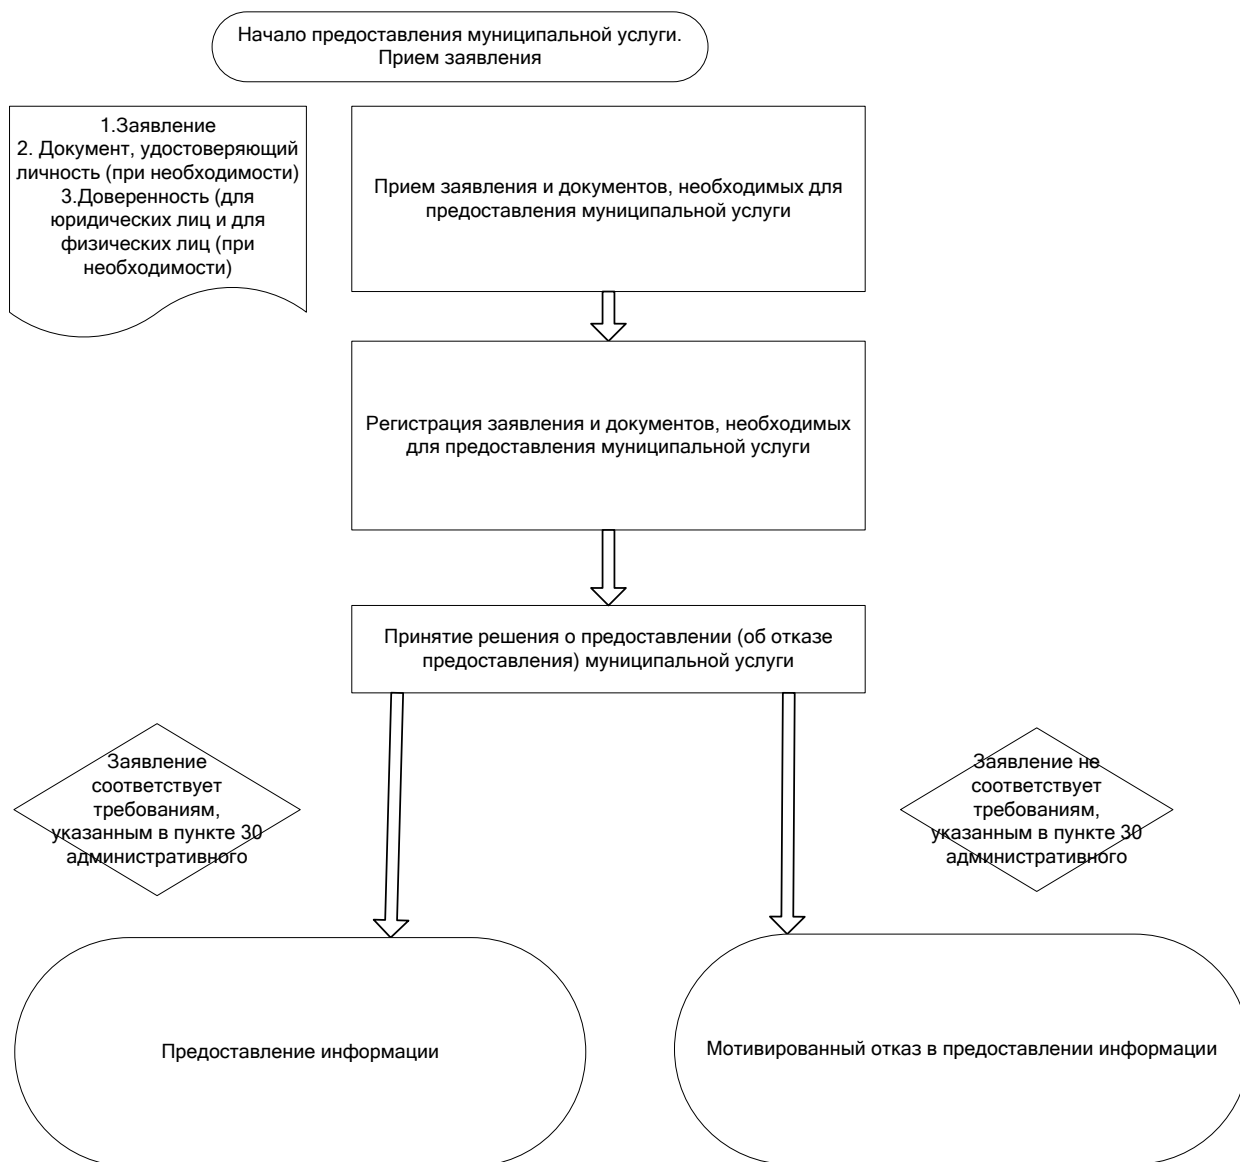 Начало предоставления муниципальной услуги.
Прием заявления
1.Заявление
2. Документ, удостоверяющий
личность (при необходимости)
3.Доверенность (для
юридических лиц и для
физических лиц (при
необходимости)
Прием заявления и документов, необходимых для
предоставления муниципальной услуги
Регистрация заявления и документов, необходимых
для предоставления муниципальной услуги
Принятие решения о предоставлении (об отказе
предоставления) муниципальной услуги
Заявление
соответствует
требованиям,
указанным в пункте 30
административного
Заявление не
соответствует
требованиям,
указанным в пункте 30
административного
Предоставление информации
Мотивированный отказ в предоставлении информации